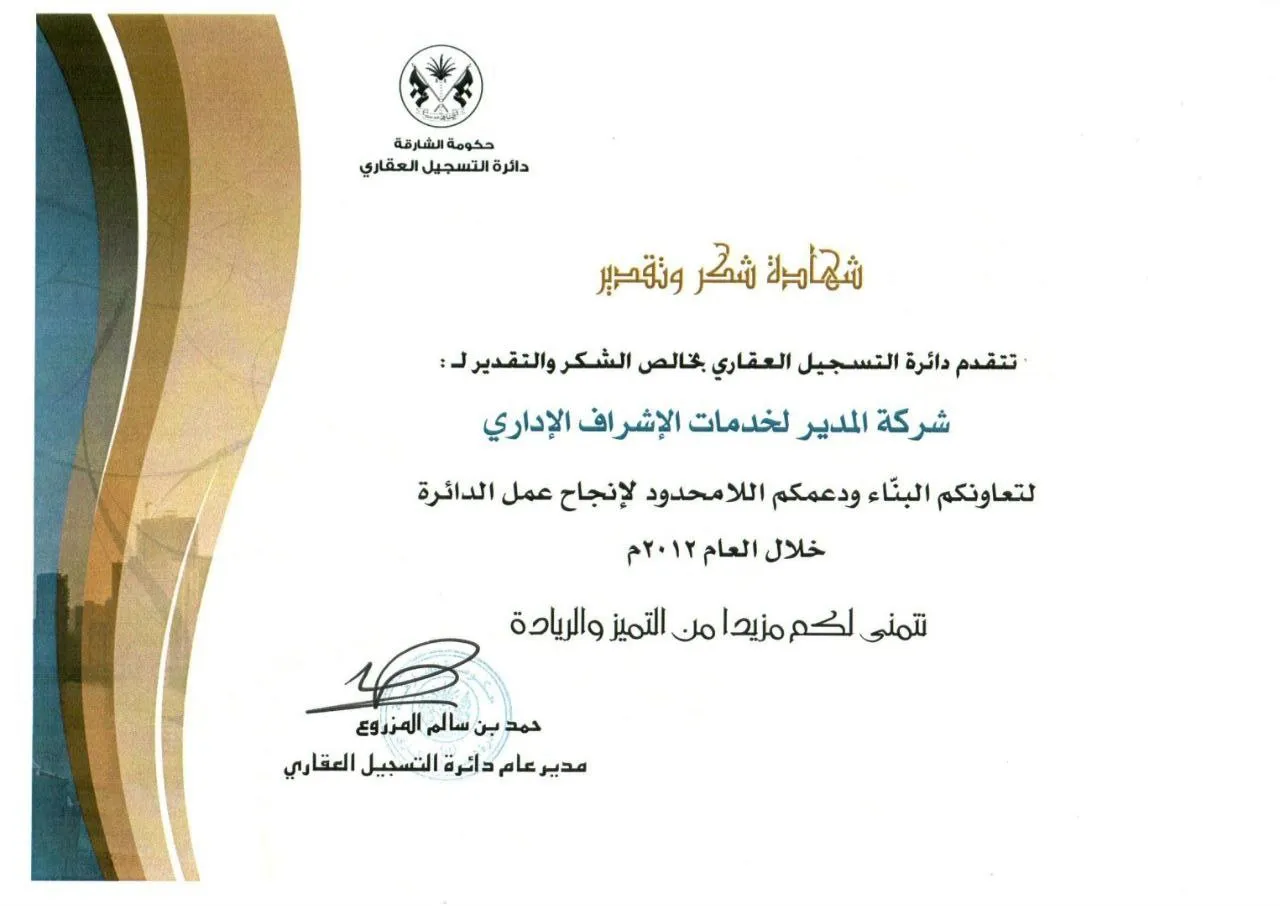 حكومة الشارقة
دائرة التسجيل العقاري
شهادة شكر وتقدير
تتقدم دائرة التسجيل العقاري بخالص الشكر والتقدير لـ :
شركة المدير لخدمات الإشراف الإداري
لتعاونكم البنّاء ودعمكم اللامحدود لإنجاح عمل الدائرة
خلال العام ٢٠١٢م
نتمنى لكم مزيدا من التميز والريادة
حمد بن سالم المزروع
مدير عام دائرة التسجيل العقاري